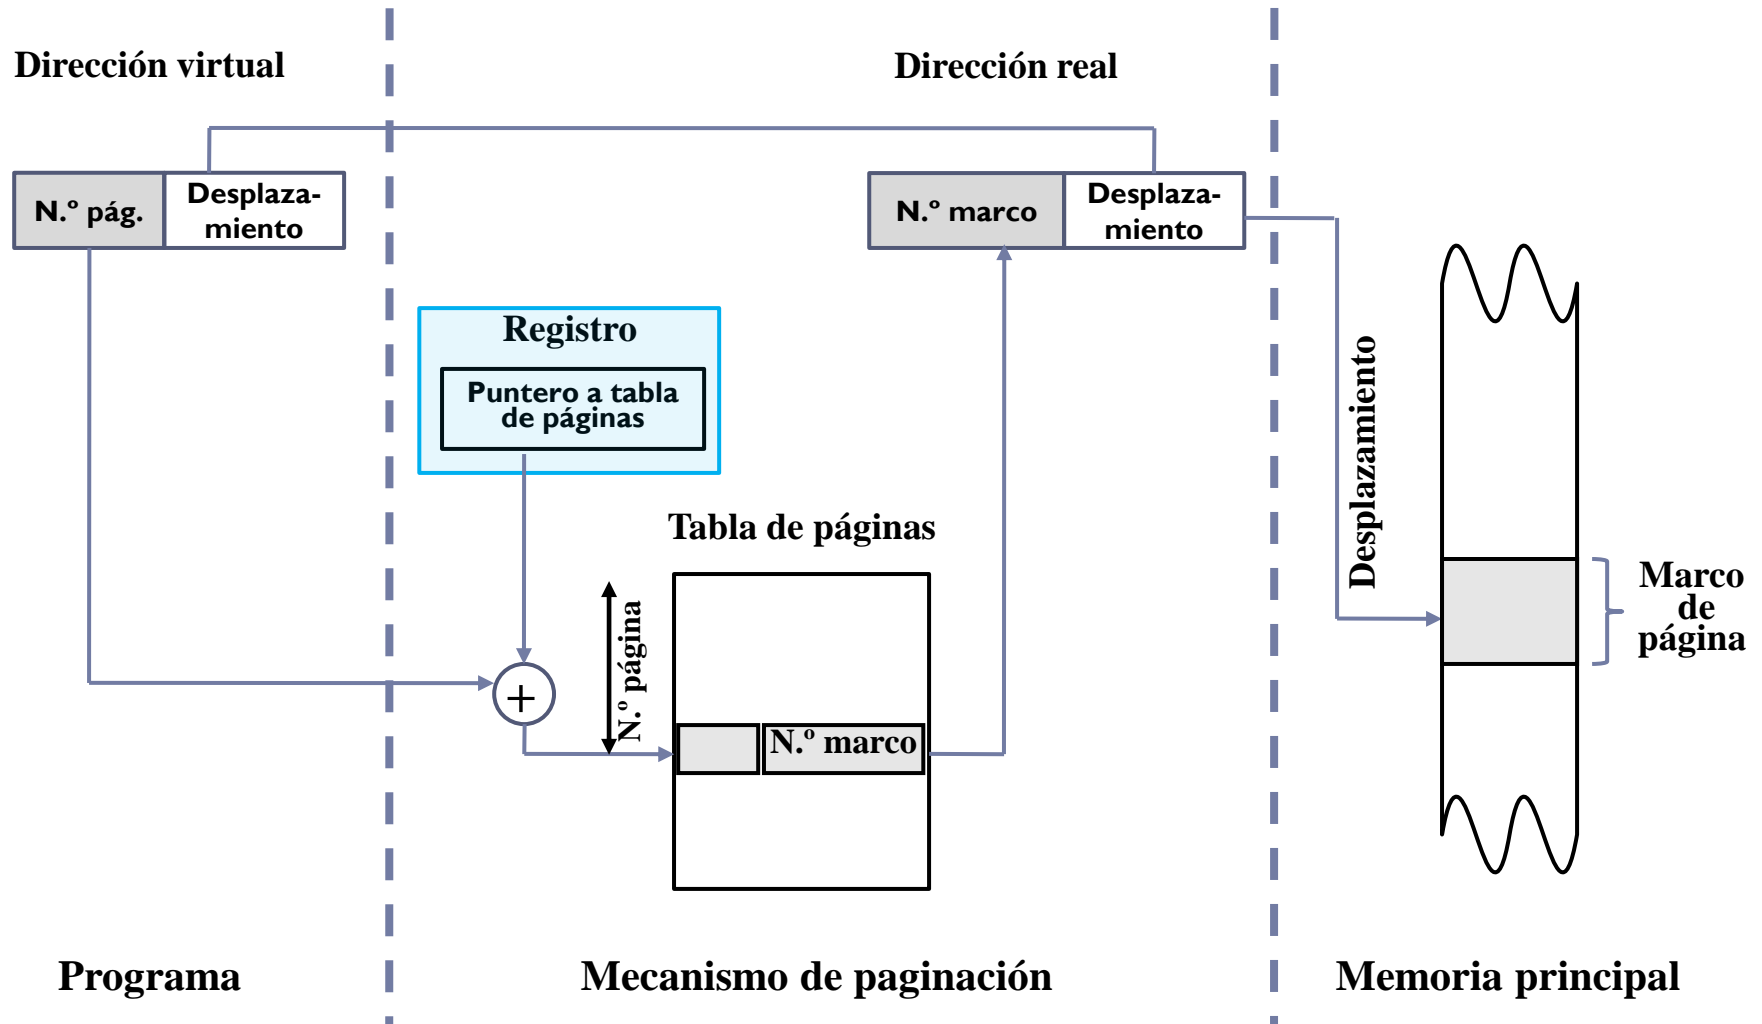 Dirección virtual
Dirección real
N.º pág.
Desplaza-
miento
N.º marco
Desplaza-
miento
Registro
Puntero a tabla
de páginas
Desplazamiento
Tabla de páginas
N.º página
+
N.º marco
Marco
de
página
Programa
Mecanismo de paginación
Memoria principal